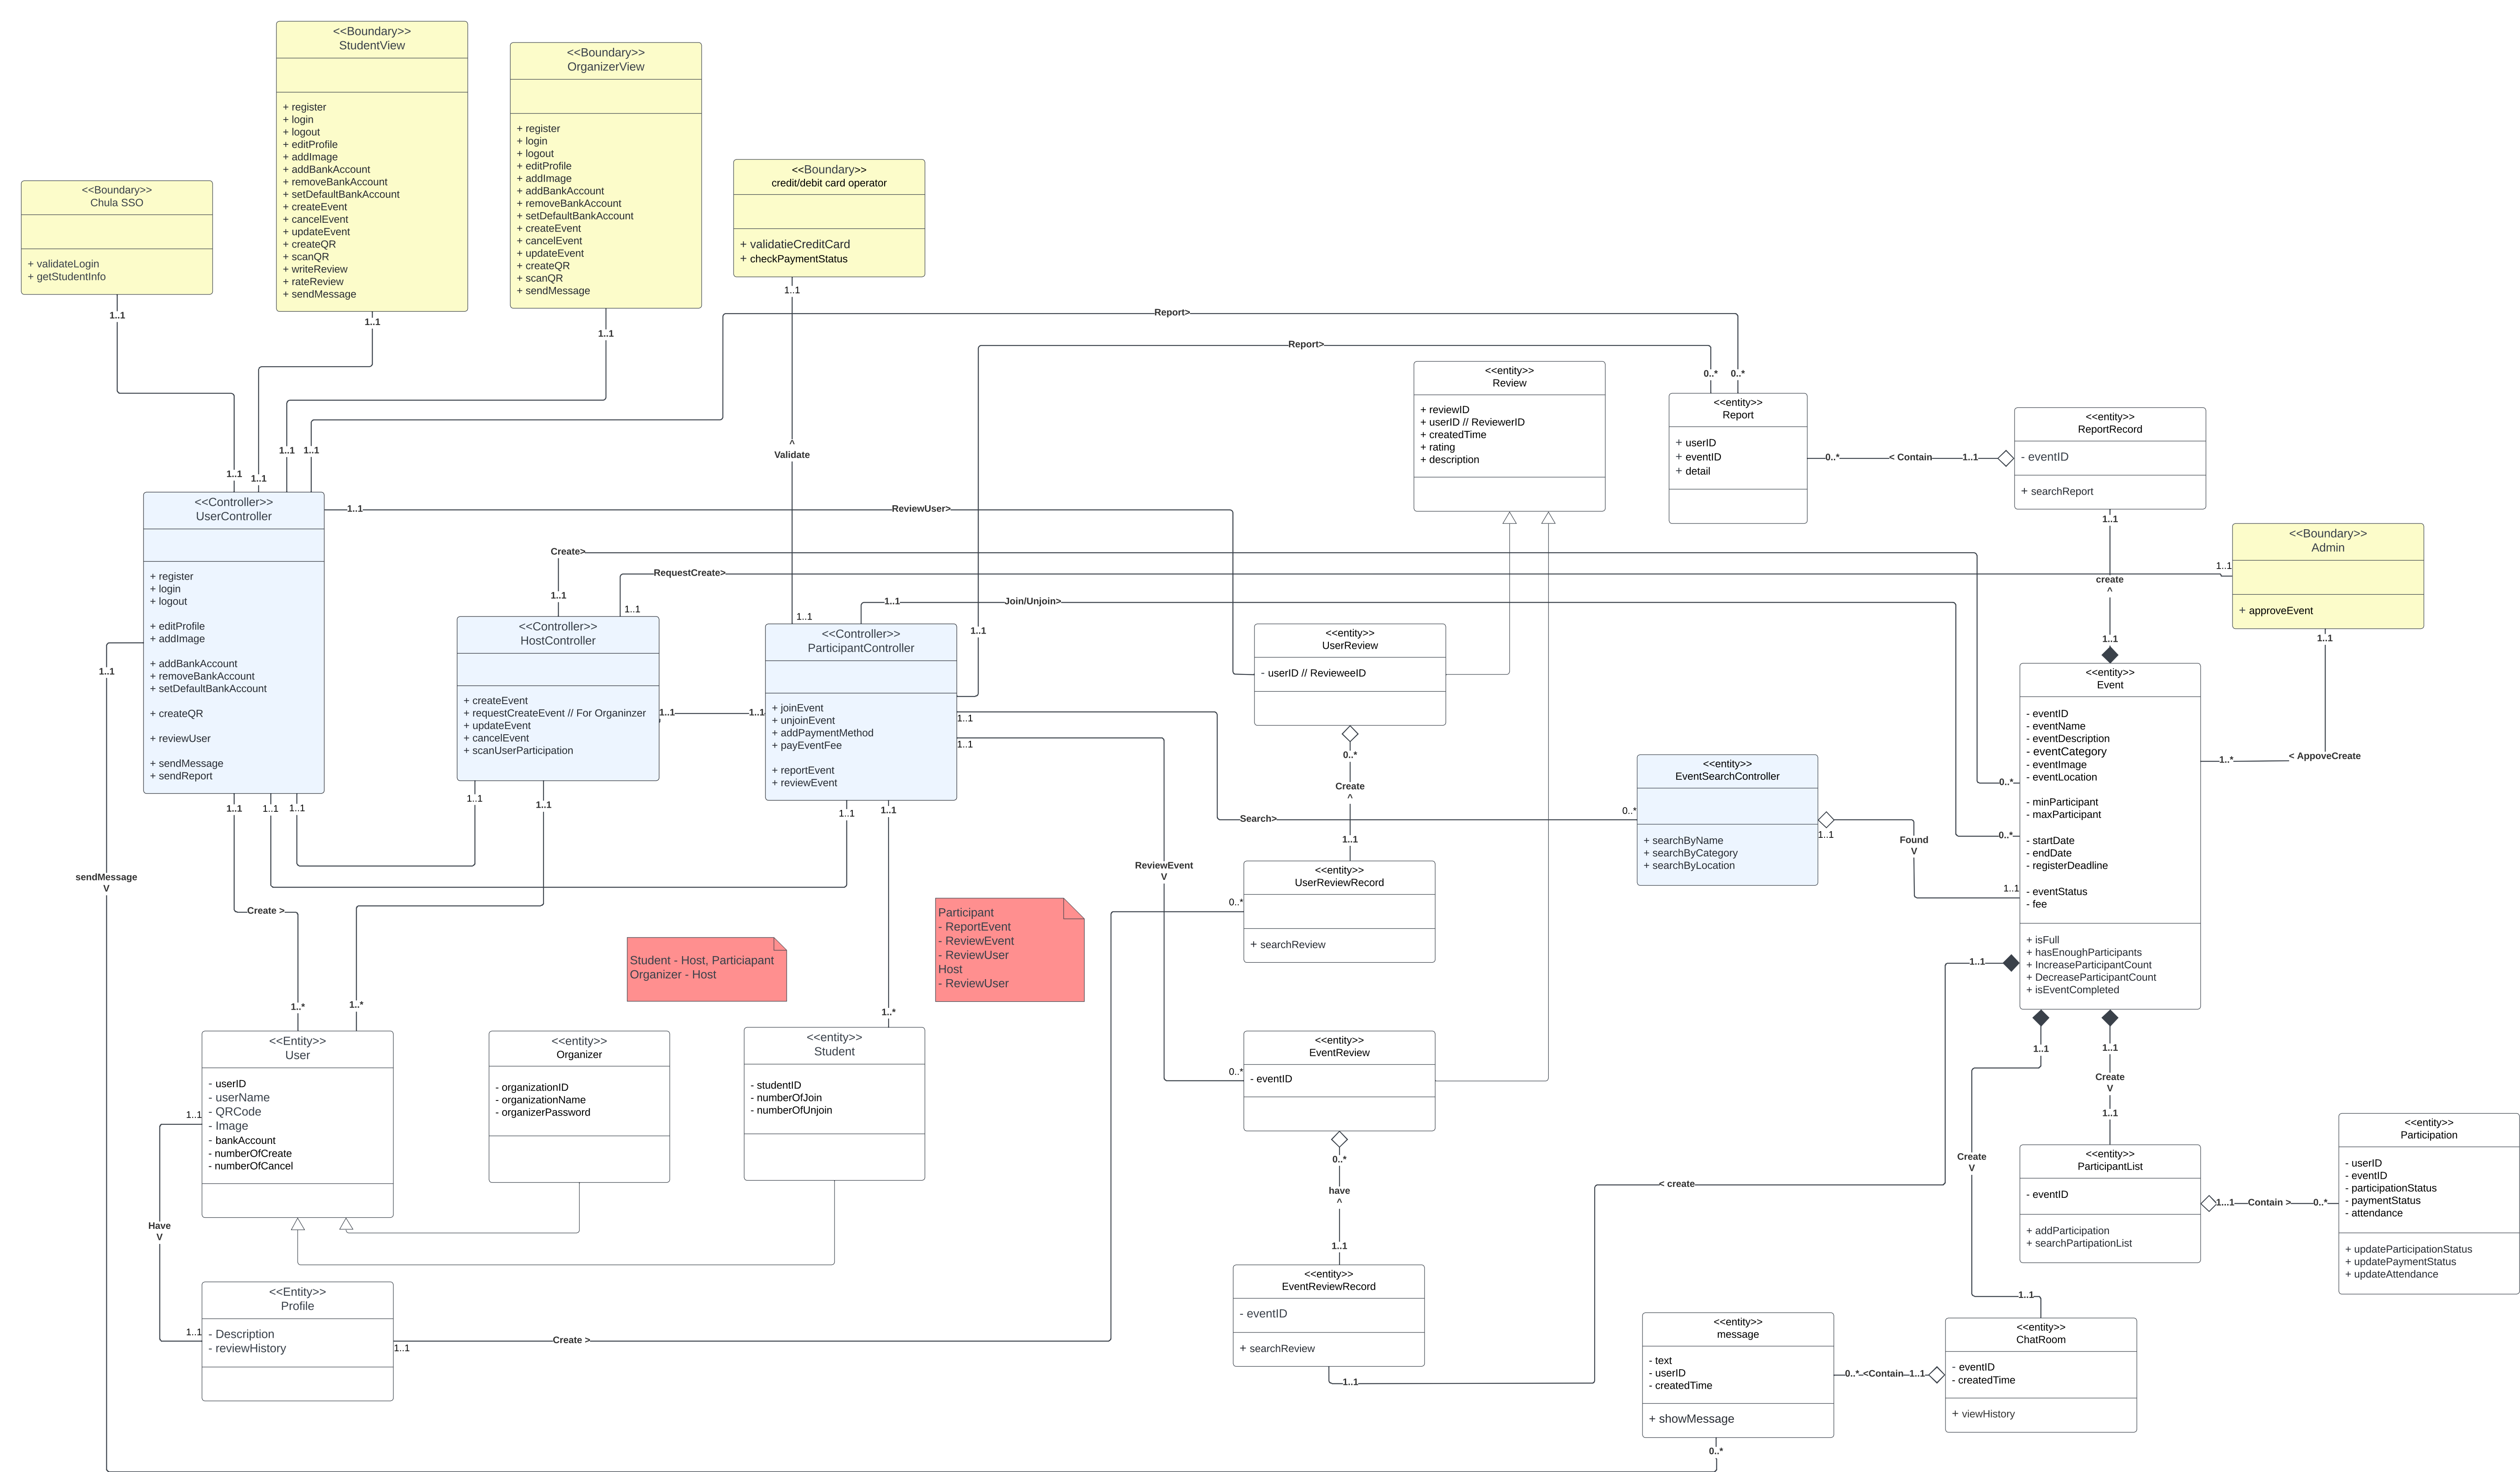 <<Boundary>>
StudentView
+ register
+ login
+ logout
+ editProfile
+ addImage
+ addBankAccount
+ removeBankAccount
+ setDefaultBankAccount
+ createEvent
+ cancelEvent
+ updateEvent
+ createQR
+ scanQR
+ writeReview
+ rateReview
+ sendMessage
1..1
<<Boundary>>
OrganizerView
+ register
+ login
+ logout
+ editProfile
+ addImage
+ addBankAccount
+ removeBankAccount
+ setDefaultBankAccount
+ createEvent
+ cancelEvent
+ updateEvent
+ createQR
+ scanQR
+ sendMessage
1..1
<<Boundary>>
credit/debit card operator
+ validatieCreditCard
+ checkPaymentStatus
1..1
^
Validate
1..1
<<Boundary>>
Chula SSO
+ validateLogin
+ getStudentInfo
1..1
1..1
1..1
1..1
1..1
Report>
Report>
0..*
0..*
<<entity>>
Review
+ reviewID
+ userID // ReviewerID
+ createdTime
+ rating
+ description
<<entity>>
Report
+ userID
+ eventID
+ detail
0..*
< Contain
1..1
<<entity>>
ReportRecord
- eventID
+ searchReport
1..1
create
^
1..1
<<Boundary>>
Admin
+ approveEvent
1..1
1..1
< AppoveCreate
1..*
<<Controller>>
UserController
+ register
+ login
+ logout
+ editProfile
+ addImage
+ addBankAccount
+ removeBankAccount
+ setDefaultBankAccount
+ createQR
+ reviewUser
+ sendMessage
+ sendReport
1..1
ReviewUser>
Create>
1..1
RequestCreate>
1..1
1..1
Join/Unjoin>
1..1
<<Controller>>
HostController
+ createEvent
+ requestCreateEvent // For Organinzer
+ updateEvent
+ cancelEvent
+ scanUserParticipation
1..1
1..1
<<Controller>>
ParticipantController
+ joinEvent
+ unjoinEvent
+ addPaymentMethod
+ payEventFee
+ reportEvent
+ reviewEvent
1..1
1..1
<<entity>>
UserReview
- userID // RevieweeID
0..*
Create
^
1..1
<<entity>>
UserReviewRecord
+ searchReview
0..*
Search>
0..*
<<entity>>
EventSearchController
+ searchByName
+ searchByCategory
+ searchByLocation
1..1
Found
V
1..1
<<entity>>
Event
- eventID
- eventName
- eventDescription
- eventCategory
- eventImage
- eventLocation
- minParticipant
- maxParticipant
- startDate
- endDate
- registerDeadline
- eventStatus
- fee
+ isFull
+ hasEnoughParticipants
+ IncreaseParticipantCount
+ DecreaseParticipantCount
+ isEventCompleted
0..*
0..*
1..1
1..1
1..1
1..1
1..1
1..1
1..1
1..1
1..1
1..1
sendMessage
V
Create >
1..*
1..*
1..*
ReviewEvent
V
0..*
Student - Host, Particiapant
Organizer - Host
Participant
- ReportEvent
- ReviewEvent
- ReviewUser
Host
- ReviewUser
<<Entity>>
User
- userID
- userName
- QRCode
- Image
- bankAccount
- numberOfCreate
- numberOfCancel
1..1
Have
V
1..1
<<entity>>
Organizer
- organizationID
- organizationName
- organizerPassword
<<entity>>
Student
- studentID
- numberOfJoin
- numberOfUnjoin
<<Entity>>
Profile
- Description
- reviewHistory
1..1
Create >
<<entity>>
EventReview
- eventID
0..*
have
^
1..1
<<entity>>
EventReviewRecord
- eventID
+ searchReview
1..1
< create
Create
V
1..1
Create
V
1..1
<<entity>>
ParticipantList
- eventID
+ addParticipation
+ searchPartipationList
1...1
Contain >
0..*
<<entity>>
Participation
- userID
- eventID
- participationStatus
- paymentStatus
- attendance
+ updateParticipationStatus
+ updatePaymentStatus
+ updateAttendance
<<entity>>
message
- text
- userID
- createdTime
+ showMessage
0..*
<Contain
1..1
<<entity>>
ChatRoom
- eventID
- createdTime
+ viewHistory
0..*